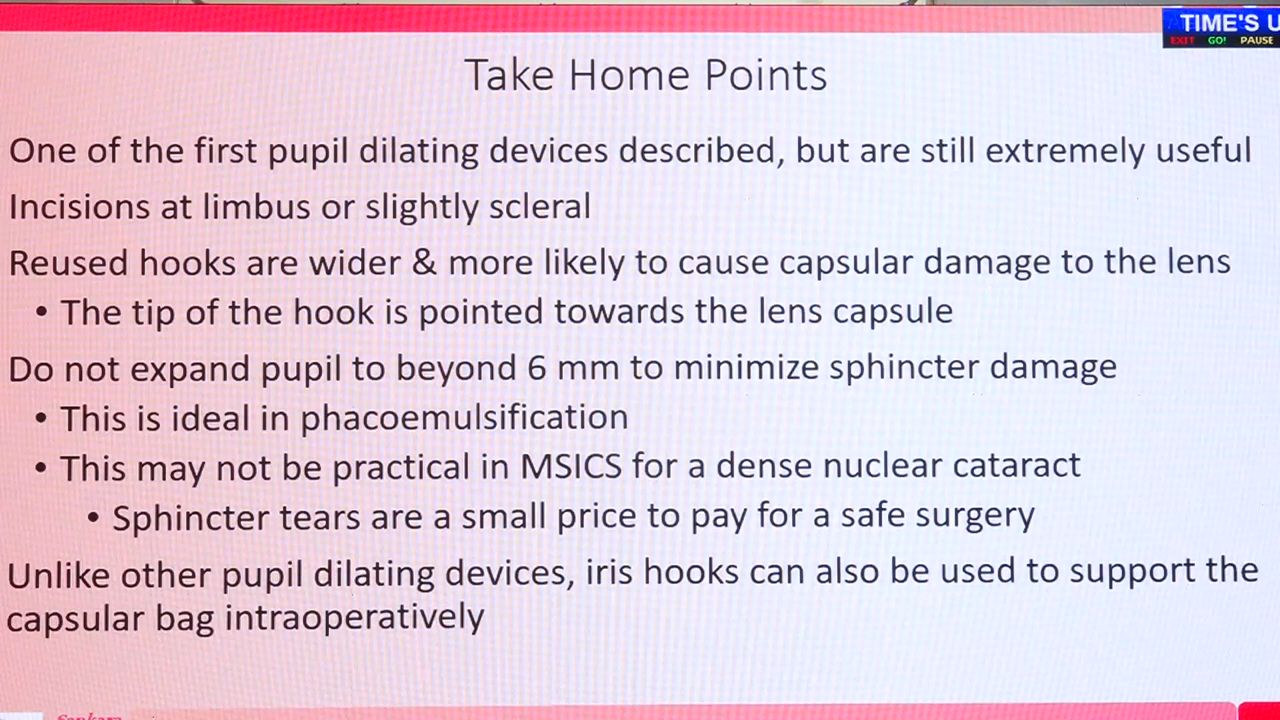 TIME'S U
EXIT GO! PAUSE
Take Home Points
One of the first pupil dilating devices described, but are still extremely useful
Incisions at limbus or slightly scleral
Reused hooks are wider & more likely to cause capsular damage to the lens
• The tip of the hook is pointed towards the lens capsule
Do not expand pupil to beyond 6 mm to minimize sphincter damage
• This is ideal in phacoemulsification
• This may not be practical in MSICS for a dense nuclear cataract
• Sphincter tears are a small price to pay for a safe surgery
Unlike other pupil dilating devices, iris hooks can also be used to support the
capsular bag intraoperatively